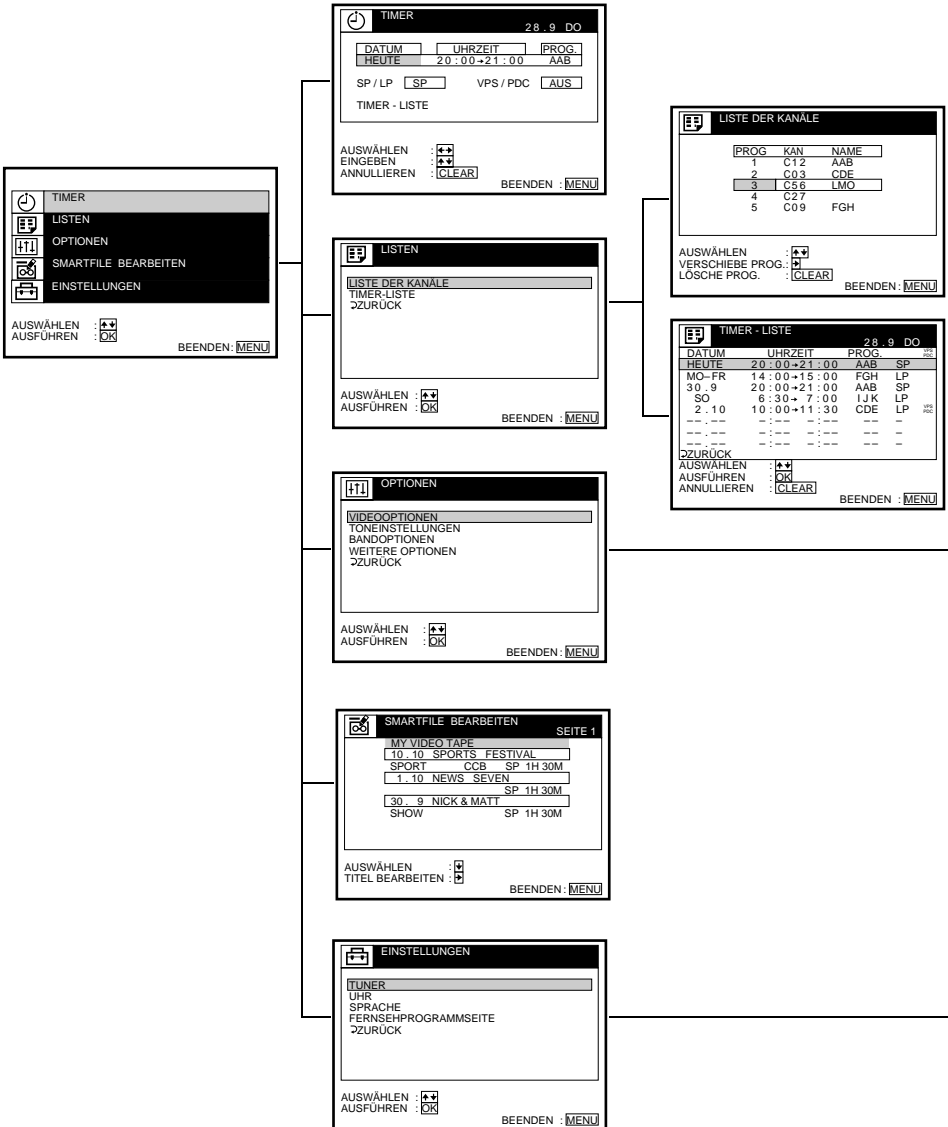 TIMER
LISTEN
OPTIONEN
SMARTFILE BEARBEITEN
EINSTELLUNGEN
AUSWÄHLEN :
AUSFÜHREN : OK
BEENDEN : MENU
TIMER
28.9 DO
DATUM UHRZEIT PROG.
HEUTE 20:00→21:00 AAB
SP / LP SP VPS / PDC AUS
TIMER - LISTE
AUSWÄHLEN :
EINGEBEN :
ANNULLIEREN : CLEAR
BEENDEN : MENU
LISTEN
LISTE DER KANÄLE
TIMER-LISTE
ZURÜCK
AUSWÄHLEN :
AUSFÜHREN : OK
BEENDEN : MENU
LISTE DER KANÄLE
PROG KAN NAME
1 C12 AAB
2 C03 CDE
3 C56 LMO
4 C27
5 C09 FGH
AUSWÄHLEN :
VERSCHIEBE PROG. :
LÖSCHE PROG. : CLEAR
BEENDEN : MENU
TIMER - LISTE
28.9 DO
DATUM UHRZEIT PROG. VPS PDC
HEUTE 20:00→21:00 AAB SP
MO–FR 14:00→15:00 FGH LP
30.9 20:00→21:00 AAB SP
SO 6:30→ 7:00 IJK LP
2.10 10:00→11:30 CDE LP VPS PDC
– – . – – – : – – – : – – – – –
– – . – – – : – – – : – – – – –
– – . – – – : – – – : – – – – –
ZURÜCK
AUSWÄHLEN :
AUSFÜHREN : OK
ANNULLIEREN : CLEAR
BEENDEN : MENU
OPTIONEN
VIDEOOPTIONEN
TONEINSTELLUNGEN
BANDOPTIONEN
WEITERE OPTIONEN
ZURÜCK
AUSWÄHLEN :
AUSFÜHREN : OK
BEENDEN : MENU
SMARTFILE BEARBEITEN
SEITE 1
MY VIDEO TAPE
10.10 SPORTS FESTIVAL
SPORT CCB SP 1H 30M
1.10 NEWS SEVEN
SP 1H 30M
30. 9 NICK & MATT
SHOW SP 1H 30M
AUSWÄHLEN :
TITEL BEARBEITEN :
BEENDEN : MENU
EINSTELLUNGEN
TUNER
UHR
SPRACHE
FERNSEHPROGRAMMSEITE
ZURÜCK
AUSWÄHLEN :
AUSFÜHREN : OK
BEENDEN : MENU